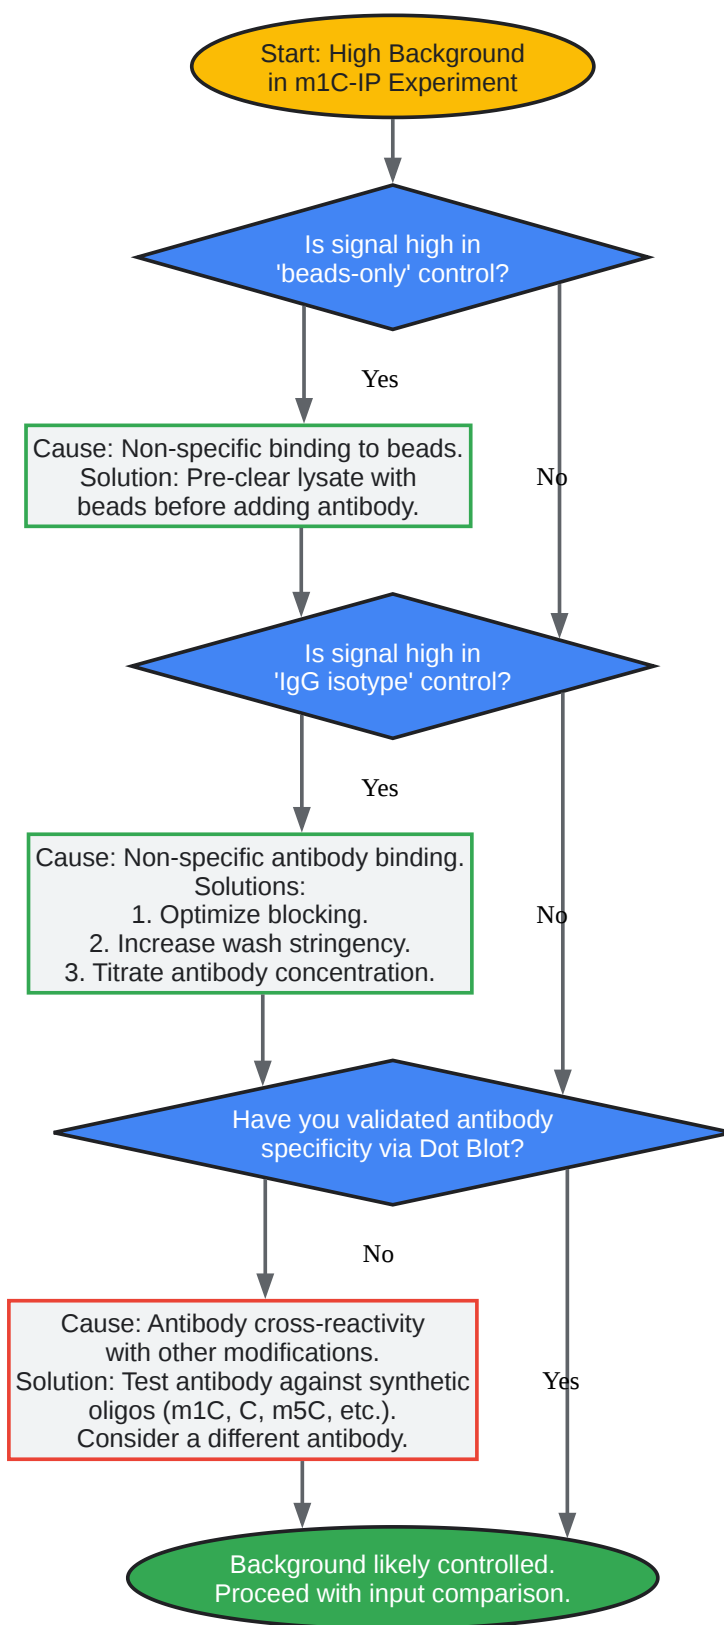 Start: High Background
in m1C-IP Experiment
Is signal high in
'beads-only' control?
Yes
Cause: Non-specific binding to beads.
Solution: Pre-clear lysate with
beads before adding antibody.
No
Is signal high in
'IgG isotype' control?
Yes
Cause: Non-specific antibody binding.
Solutions:
1. Optimize blocking.
2. Increase wash stringency.
3. Titrate antibody concentration.
No
Have you validated antibody
specificity via Dot Blot?
No
Cause: Antibody cross-reactivity
with other modifications.
Solution: Test antibody against synthetic
oligos (m1C, C, m5C, etc.).
Consider a different antibody.
Yes
Background likely controlled.
Proceed with input comparison.